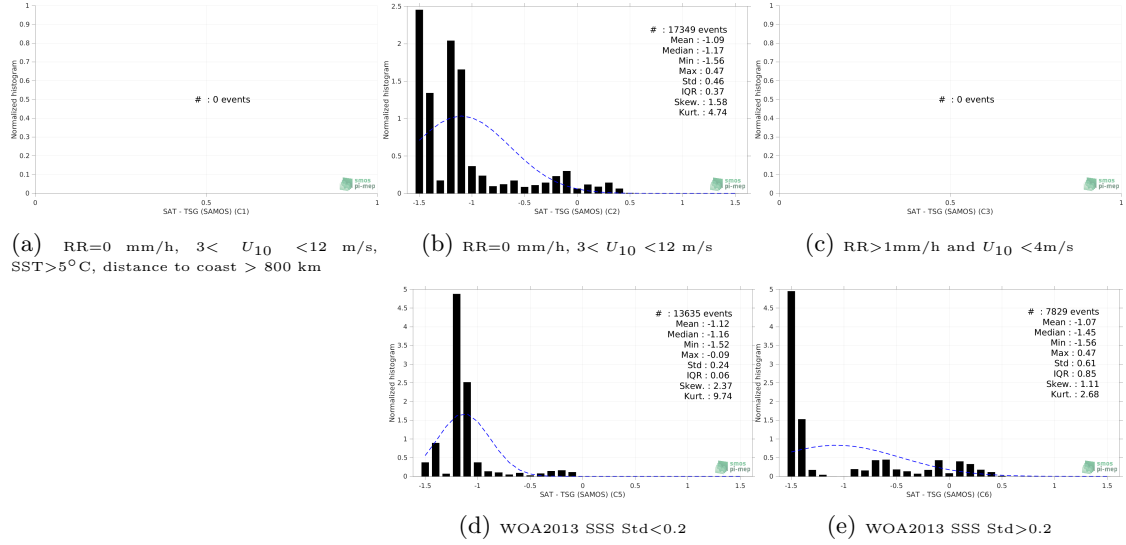 1
0.9
0.8
0.7
0.6
0.5
0.4
0.3
0.2
0.1
0
Normalized histogram
# : 0 events
smos
pi-mep
0 0.5 1
SAT - TSG (SAMOS) (C1)
(a) RR=0 mm/h, 3< U10 <12 m/s,
SST>5°C, distance to coast > 800 km
2.5
2
1.5
1
0.5
0
Normalized histogram
# : 17349 events
Mean : -1.09
Median : -1.17
Min : -1.56
Max : 0.47
Std : 0.46
IQR : 0.37
Skew. : 1.58
Kurt. : 4.74
smos
pi-mep
-1.5 -1 -0.5 0 0.5 1 1.5
SAT - TSG (SAMOS) (C2)
(b) RR=0 mm/h, 3< U10 <12 m/s
1
0.9
0.8
0.7
0.6
0.5
0.4
0.3
0.2
0.1
0
Normalized histogram
# : 0 events
smos
pi-mep
0 0.5 1
SAT - TSG (SAMOS) (C3)
(c) RR>1mm/h and U10 <4m/s
5
4.5
4
3.5
3
2.5
2
1.5
1
0.5
0
Normalized histogram
# : 13635 events
Mean : -1.12
Median : -1.16
Min : -1.52
Max : -0.09
Std : 0.24
IQR : 0.06
Skew. : 2.37
Kurt. : 9.74
smos
pi-mep
-1.5 -1 -0.5 0 0.5 1 1.5
SAT - TSG (SAMOS) (C5)
(d) WOA2013 SSS Std<0.2
5
4.5
4
3.5
3
2.5
2
1.5
1
0.5
0
Normalized histogram
# : 7829 events
Mean : -1.07
Median : -1.45
Min : -1.56
Max : 0.47
Std : 0.61
IQR : 0.85
Skew. : 1.11
Kurt. : 2.68
smos
pi-mep
-1.5 -1 -0.5 0 0.5 1 1.5
SAT - TSG (SAMOS) (C6)
(e) WOA2013 SSS Std>0.2